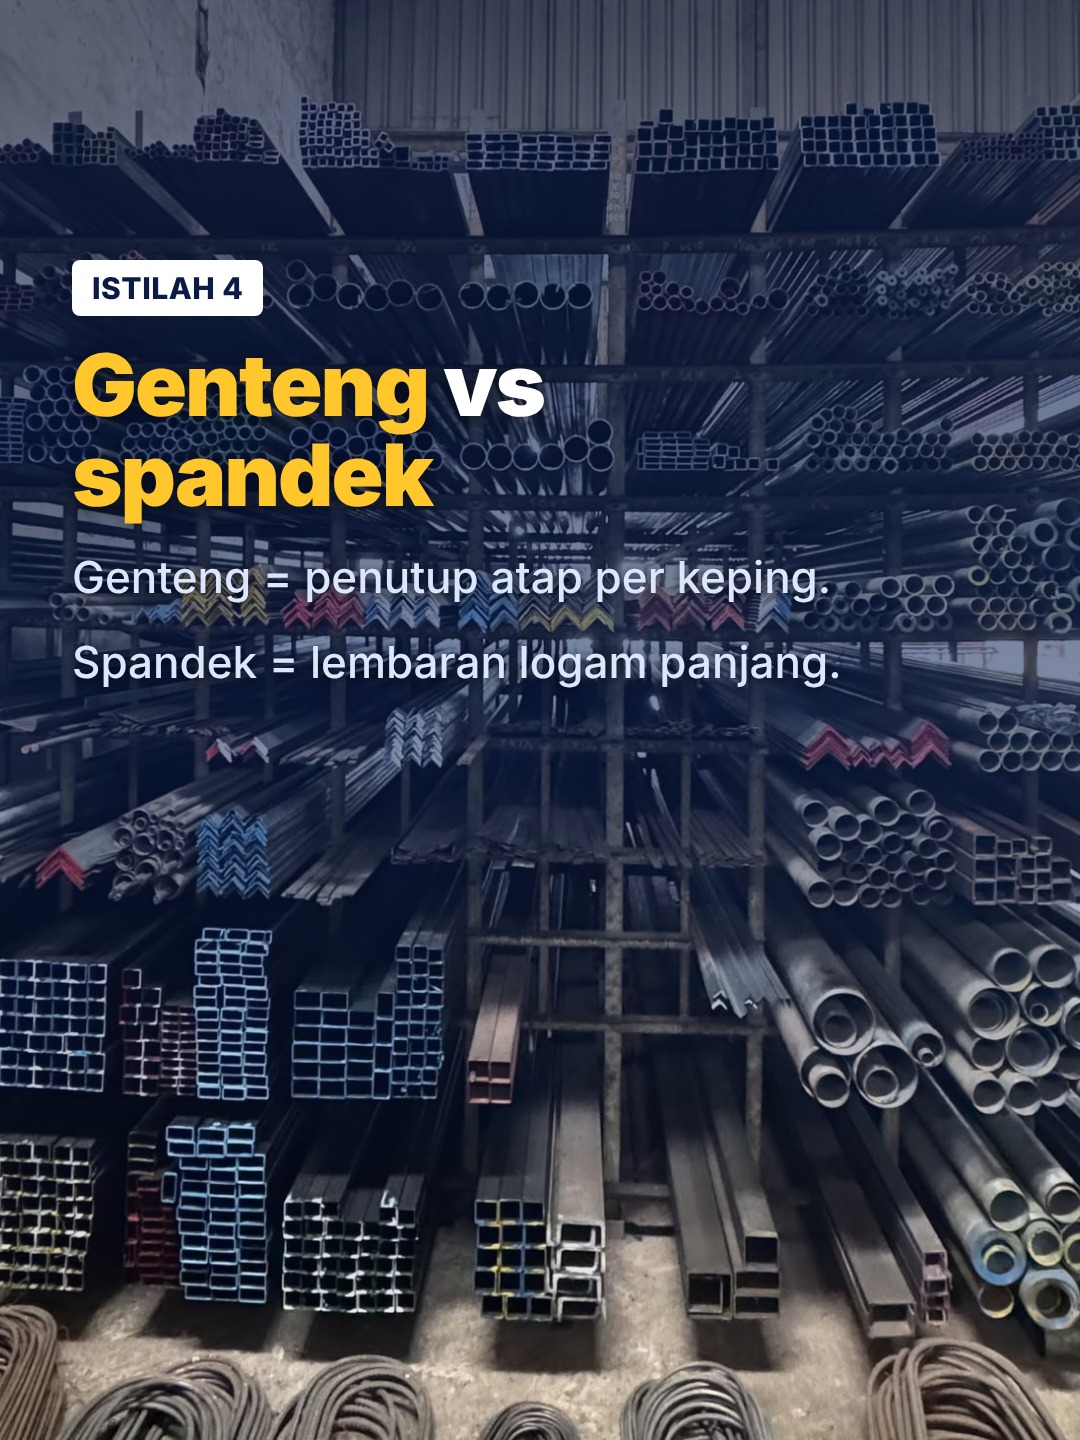 ISTILAH 4
Genteng vs
spandek
Genteng = penutup atap per keping.
Spandek = lembaran logam panjang.